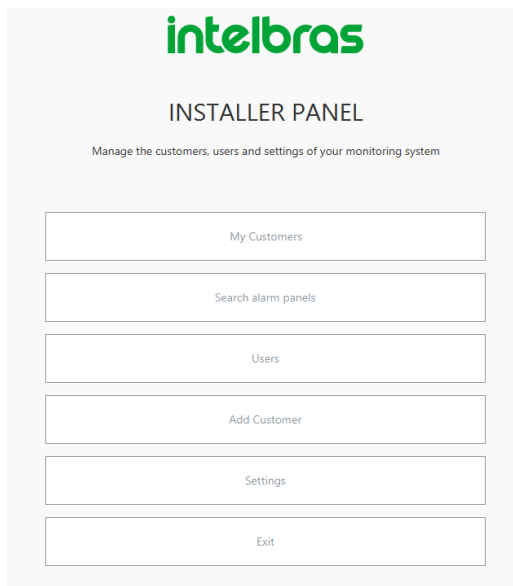 intelbras
INSTALLER PANEL
Manage the customers, users and settings of your monitoring system
My Customers
Search alarm panels
Users
Add Customer
Settings
Exit